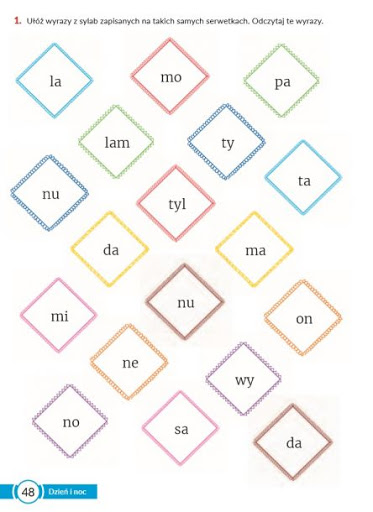 1. Ułóż wyrazy z sylab zapisanych na takich samych serwetkach. Odczytaj te wyrazy.
la
mo
pa
lam
ty
nu
ta
tyl
da
ma
mi
nu
on
ne
wy
no
sa
da
48 Dzień i noc